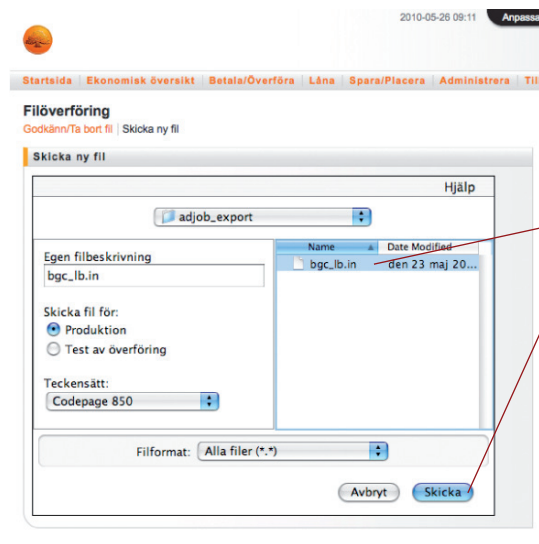 2010-05-26 09:11 Anpassa
Startsida Ekonomisk översikt Betala/Överföra Låna Spara/Placera Administrera Til
Filöverföring
Godkänn/Ta bort fil Skicka ny fil
Skicka ny fil
Hjälp
adjob_export
Name Date Modified
bgc_lb.in den 23 maj 20...
Egen filbeskrivning
bgc_lb.in
Skicka fil för:
Produktion
Test av överföring
Teckensätt:
Codepage 850
Filformat: Alla filer (*.*)
Avbryt Skicka